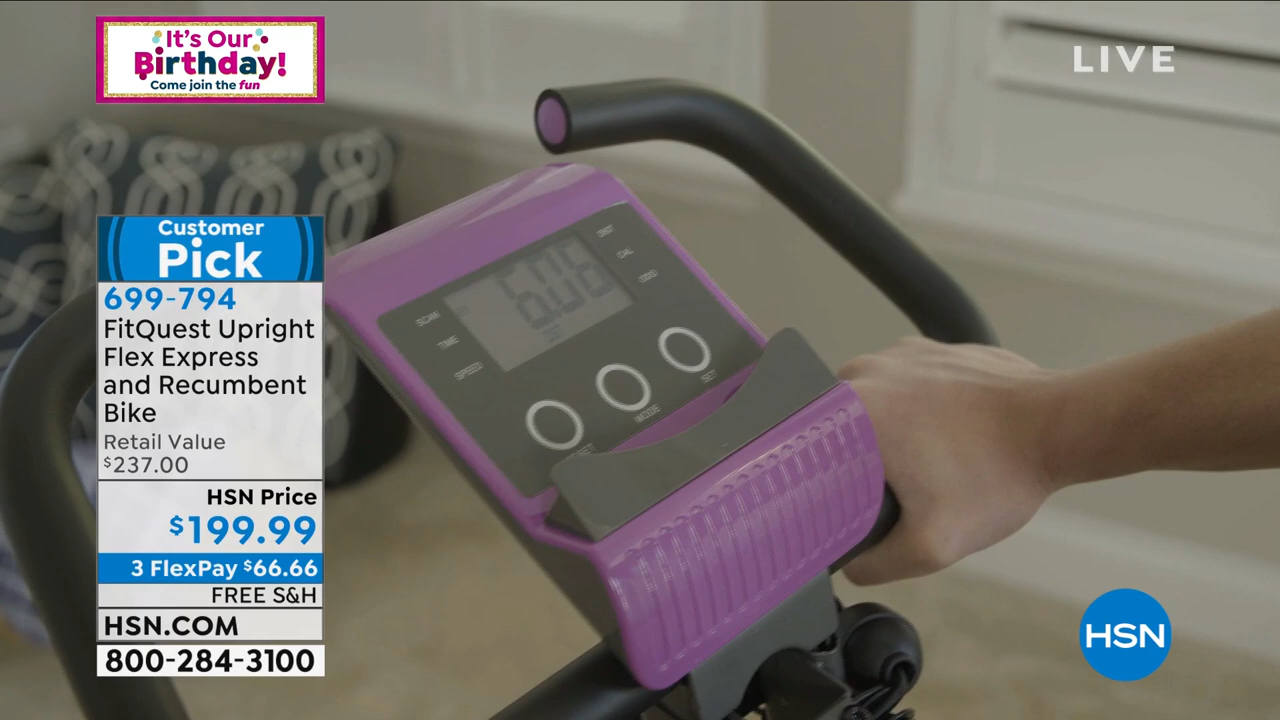 It's Our
Birthday!
Come join the fun
LIVE
Customer
Pick
699-794
FitQuest Upright
Flex Express
and Recumbent
Bike
Retail Value
$237.00
HSN Price
$199.99
3 FlexPay $66.66
FREE S&H
HSN.COM
800-284-3100
SCAN
TIME
SPEED
CAL
ODO
MODE
SET
HSN